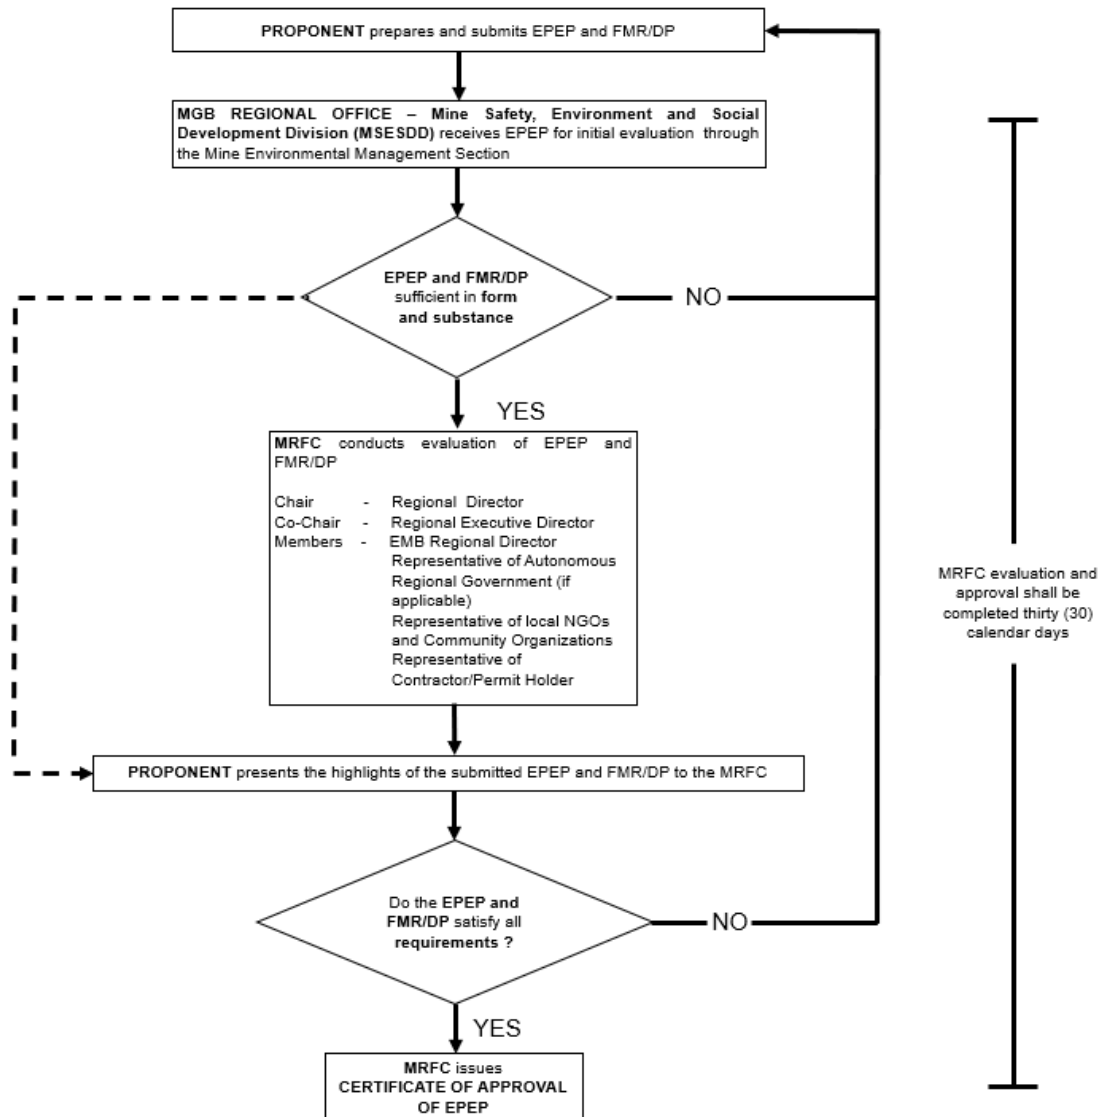 PROPONENT prepares and submits EPEP and FMR/DP
MGB REGIONAL OFFICE – Mine Safety, Environment and Social
Development Division (MSESDD) receives EPEP for initial evaluation through
the Mine Environmental Management Section
EPEP and FMR/DP
sufficient in form
and substance
NO
YES
MRFC conducts evaluation of EPEP and
FMR/DP
Chair - Regional Director
Co-Chair - Regional Executive Director
Members - EMB Regional Director
Representative of Autonomous
Regional Government (if
applicable)
Representative of local NGOs
and Community Organizations
Representative of
Contractor/Permit Holder
MRFC evaluation and
approval shall be
completed thirty (30)
calendar days
PROPONENT presents the highlights of the submitted EPEP and FMR/DP to the MRFC
Do the EPEP and
FMR/DP satisfy all
requirements ?
NO
YES
MRFC issues
CERTIFICATE OF APPROVAL
OF EPEP